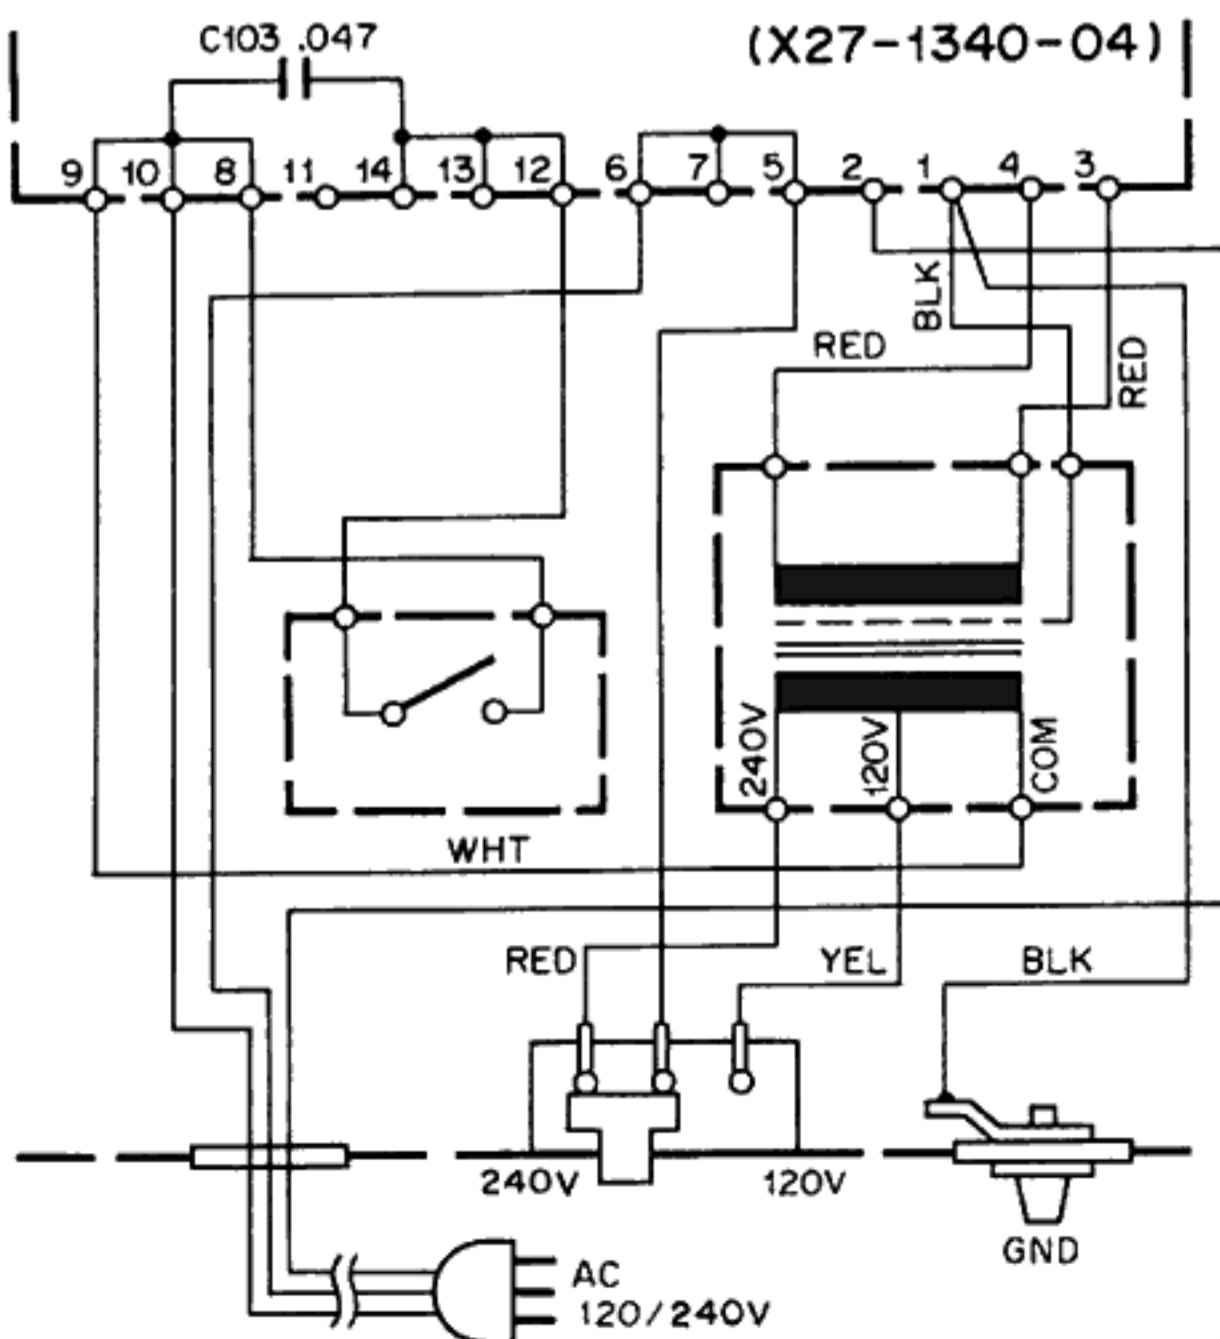 C103 .047
(X27-1340-04)
9 10 8 11 14 13 12 6 7 5 2 1 4 3
BLK
RED
RED
240V
120V
COM
WHT
RED
YEL
BLK
240V
120V
GND
AC
120/240V